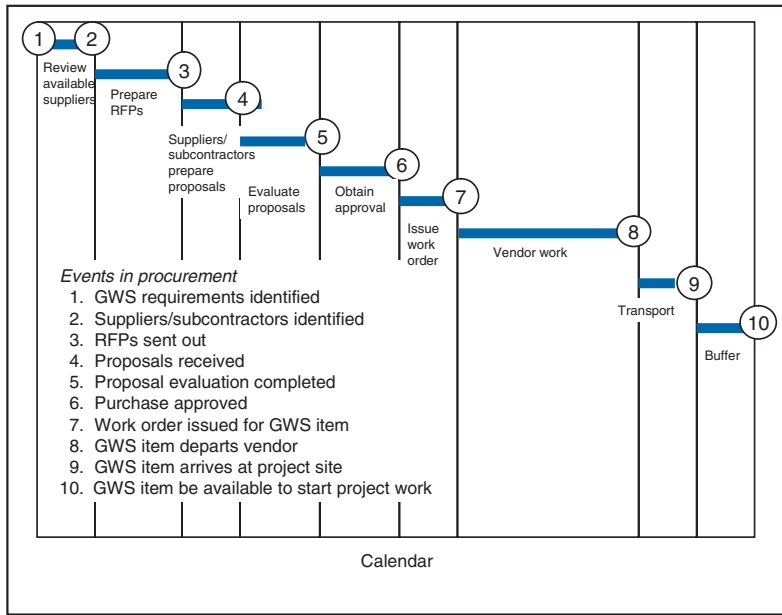 1
2
Review
available
suppliers
3
Prepare
RFPs
4
Suppliers/
subcontractors
prepare
proposals
5
Evaluate
proposals
6
Obtain
approval
7
Issue
work
order
8
Vendor work
9
Transport
10
Buffer
Events in procurement
1. GWS requirements identified
2. Suppliers/subcontractors identified
3. RFPs sent out
4. Proposals received
5. Proposal evaluation completed
6. Purchase approved
7. Work order issued for GWS item
8. GWS item departs vendor
9. GWS item arrives at project site
10. GWS item be available to start project work
Calendar